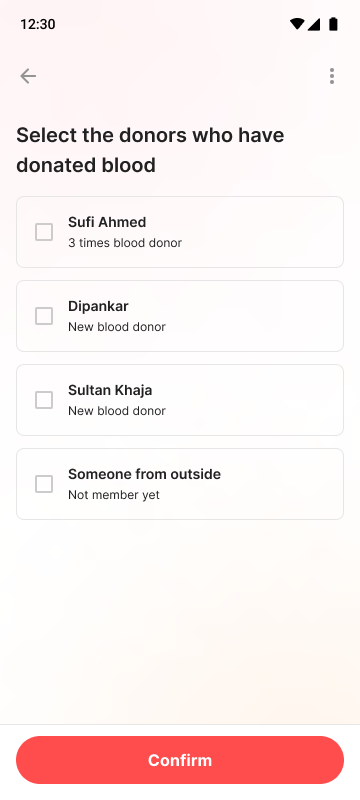 12:30
Select the donors who have
donated blood
Sufi Ahmed
3 times blood donor
Dipankar
New blood donor
Sultan Khaja
New blood donor
Someone from outside
Not member yet
Confirm